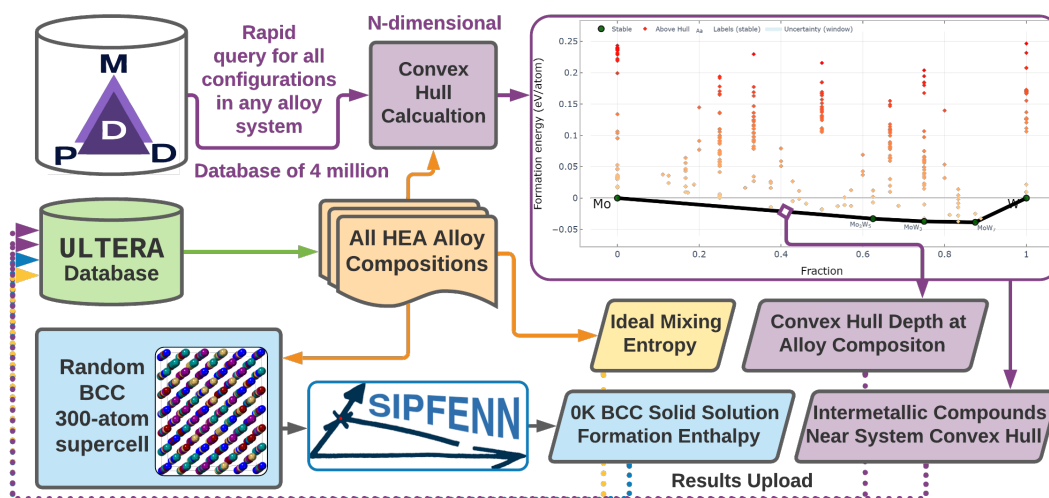 M
D
P
D
Rapid
query for all
configurations
in any alloy
system
Database of 4 million
N-dimensional
Convex
Hull
Calcualtion
Stable
Above Hull
Aa
Labels (stable)
Uncertainty (window)
Formation energy (eV/atom)
0.25
0.2
0.15
0.1
0.05
0
−0.05
Mo
W
Mo₃W₅
MoW₃
MoW₇
0
0.2
0.4
0.6
0.8
1
Fraction
ULTERA
Database
All HEA Alloy
Compositions
Ideal Mixing
Entropy
Convex Hull Depth at
Alloy Compositon
Random
BCC
300-atom
supercell
SIPFENN
0K BCC Solid Solution
Formation Enthalpy
Intermetallic Compounds
Near System Convex Hull
Results Upload